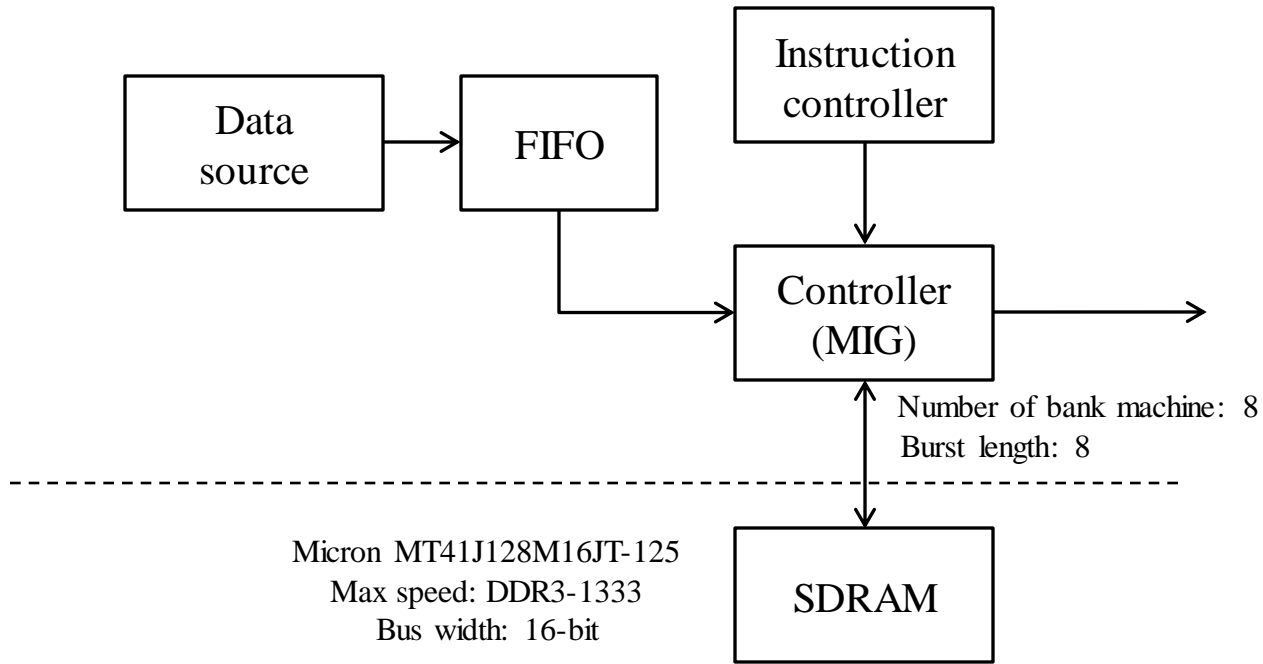 Instruction
controller
Data
source
FIFO
Controller
(MIG)
Number of bank machine: 8
Burst length: 8
Micron MT41J128M16JT-125
Max speed: DDR3-1333
Bus width: 16-bit
SDRAM